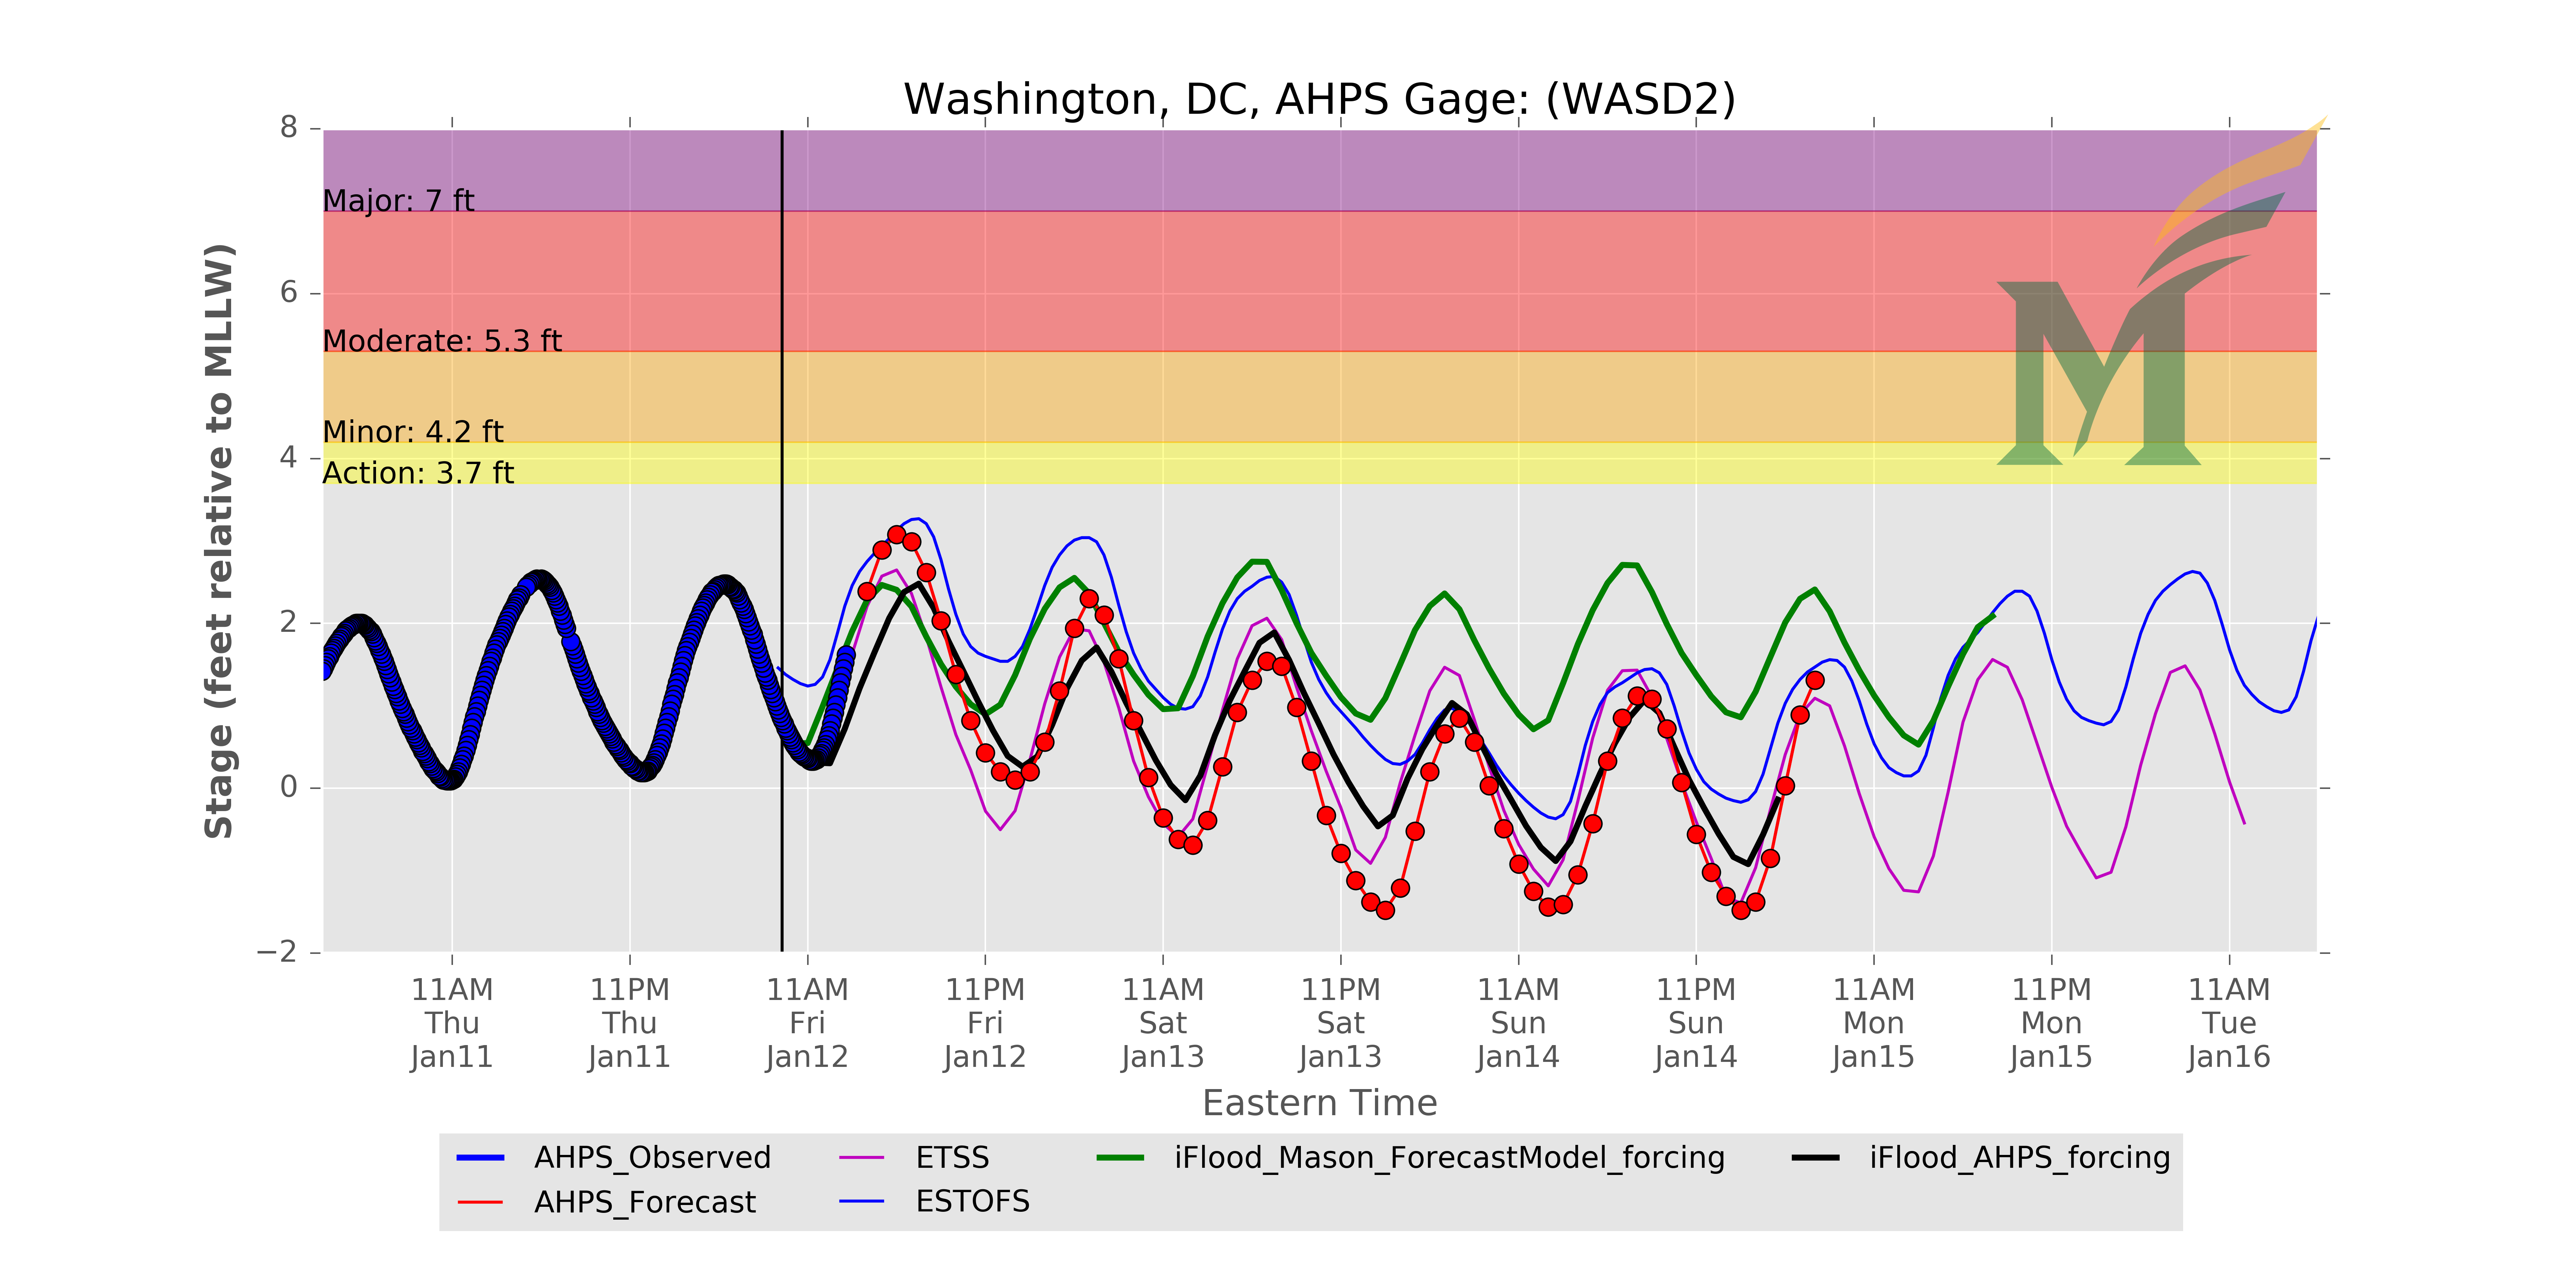 Washington, DC, AHPS Gage: (WASD2)
8
Major: 7 ft
6
Moderate: 5.3 ft
Minor: 4.2 ft
4
Action: 3.7 ft
2
0
−2
Stage (feet relative to MLLW)
11AM 11PM 11AM 11PM 11AM 11PM 11AM 11PM 11AM 11PM 11AM
Thu Thu Fri Fri Sat Sat Sun Sun Mon Mon Tue
Jan11 Jan11 Jan12 Jan12 Jan13 Jan13 Jan14 Jan14 Jan15 Jan15 Jan16
Eastern Time
AHPS_Observed ETSS iFlood_Mason_ForecastModel_forcing iFlood_AHPS_forcing
AHPS_Forecast ESTOFS
M